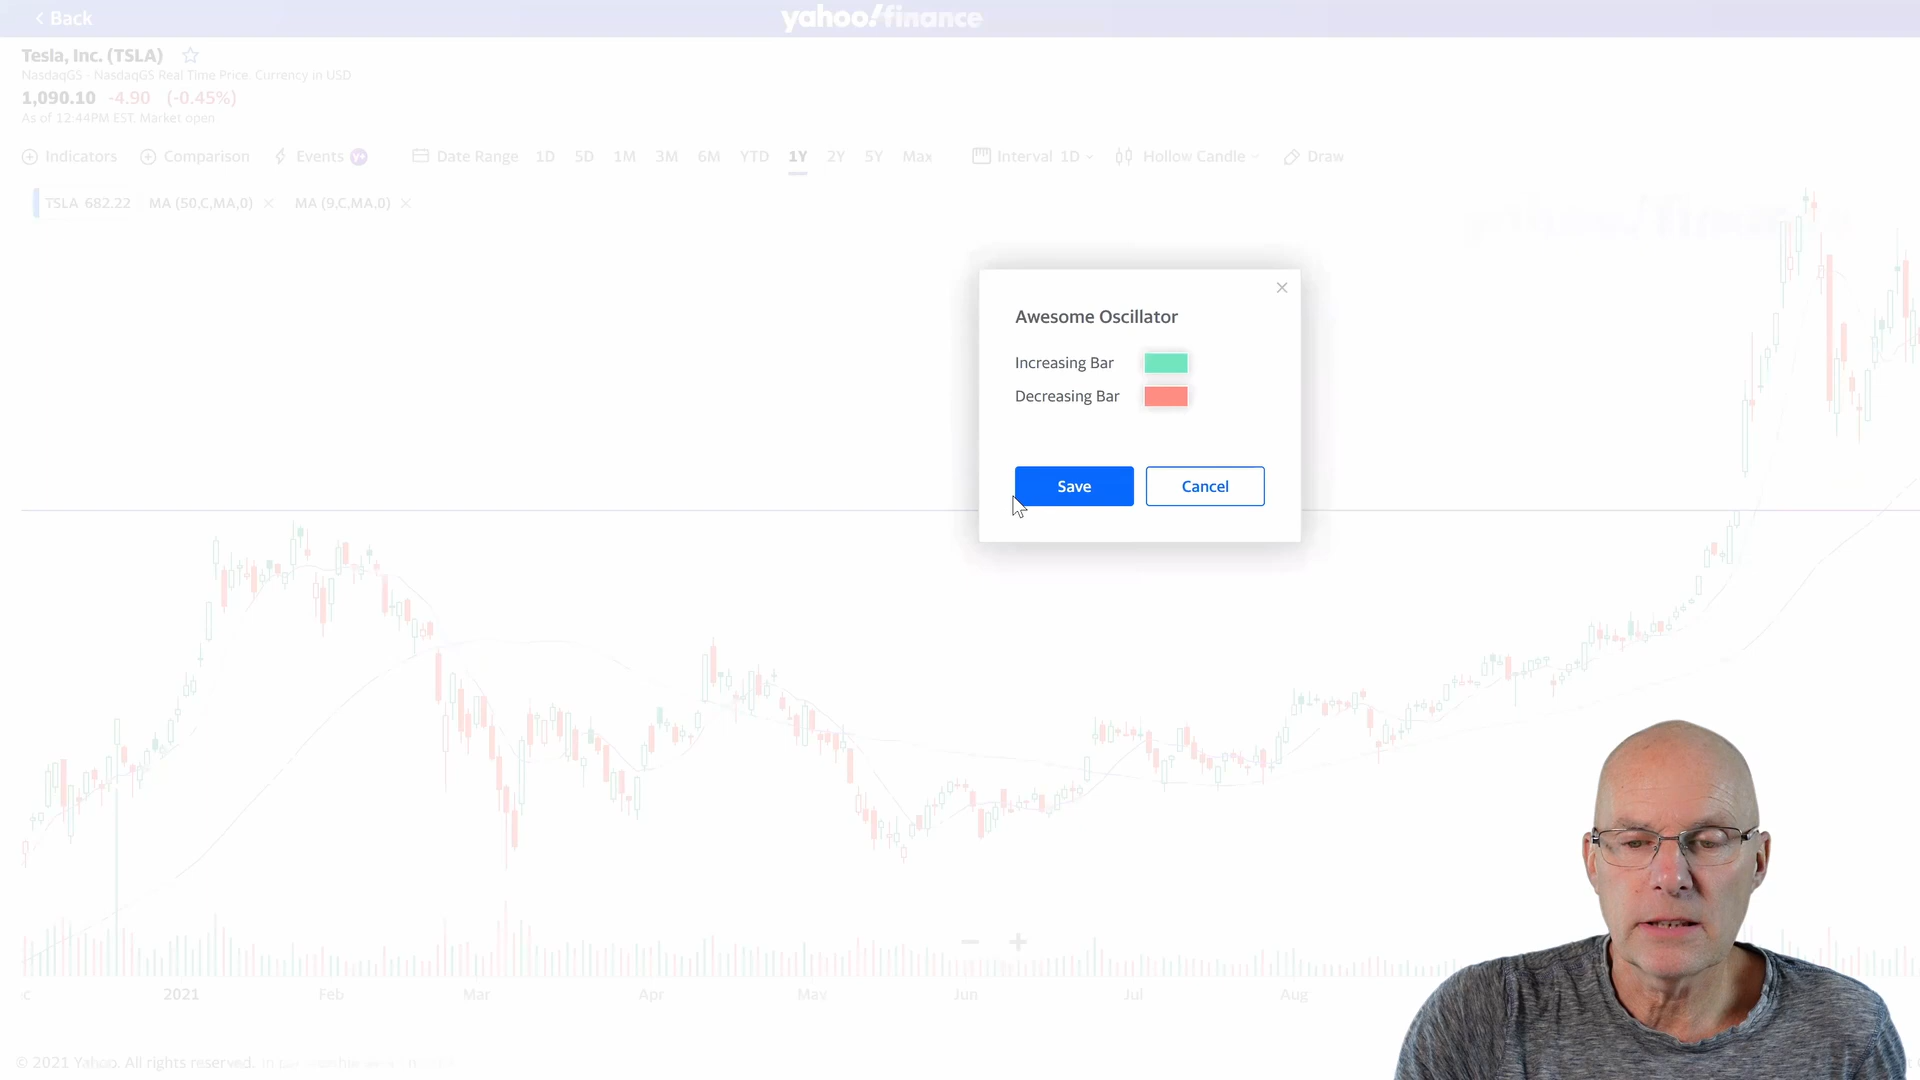 Back
yahoo!finance
Tesla, Inc. (TSLA)
NasdaqGS - NasdaqGS Real Time Price. Currency in USD
1,090.10 -4.90 (-0.45%)
As of 12:44PM EST. Market open
Indicators Comparison Events Y+ Date Range 1D 5D 1M 3M 6M YTD 1Y 2Y 5Y Max Interval 1D Hollow Candle Draw
TSLA 682.22 MA (50,C,MA,0) MA (9,C,MA,0)
Awesome Oscillator
Increasing Bar
Decreasing Bar
Save Cancel
2021 Feb Mar Apr May Jun Jul Aug
© 2021 Yahoo. All rights reserved.